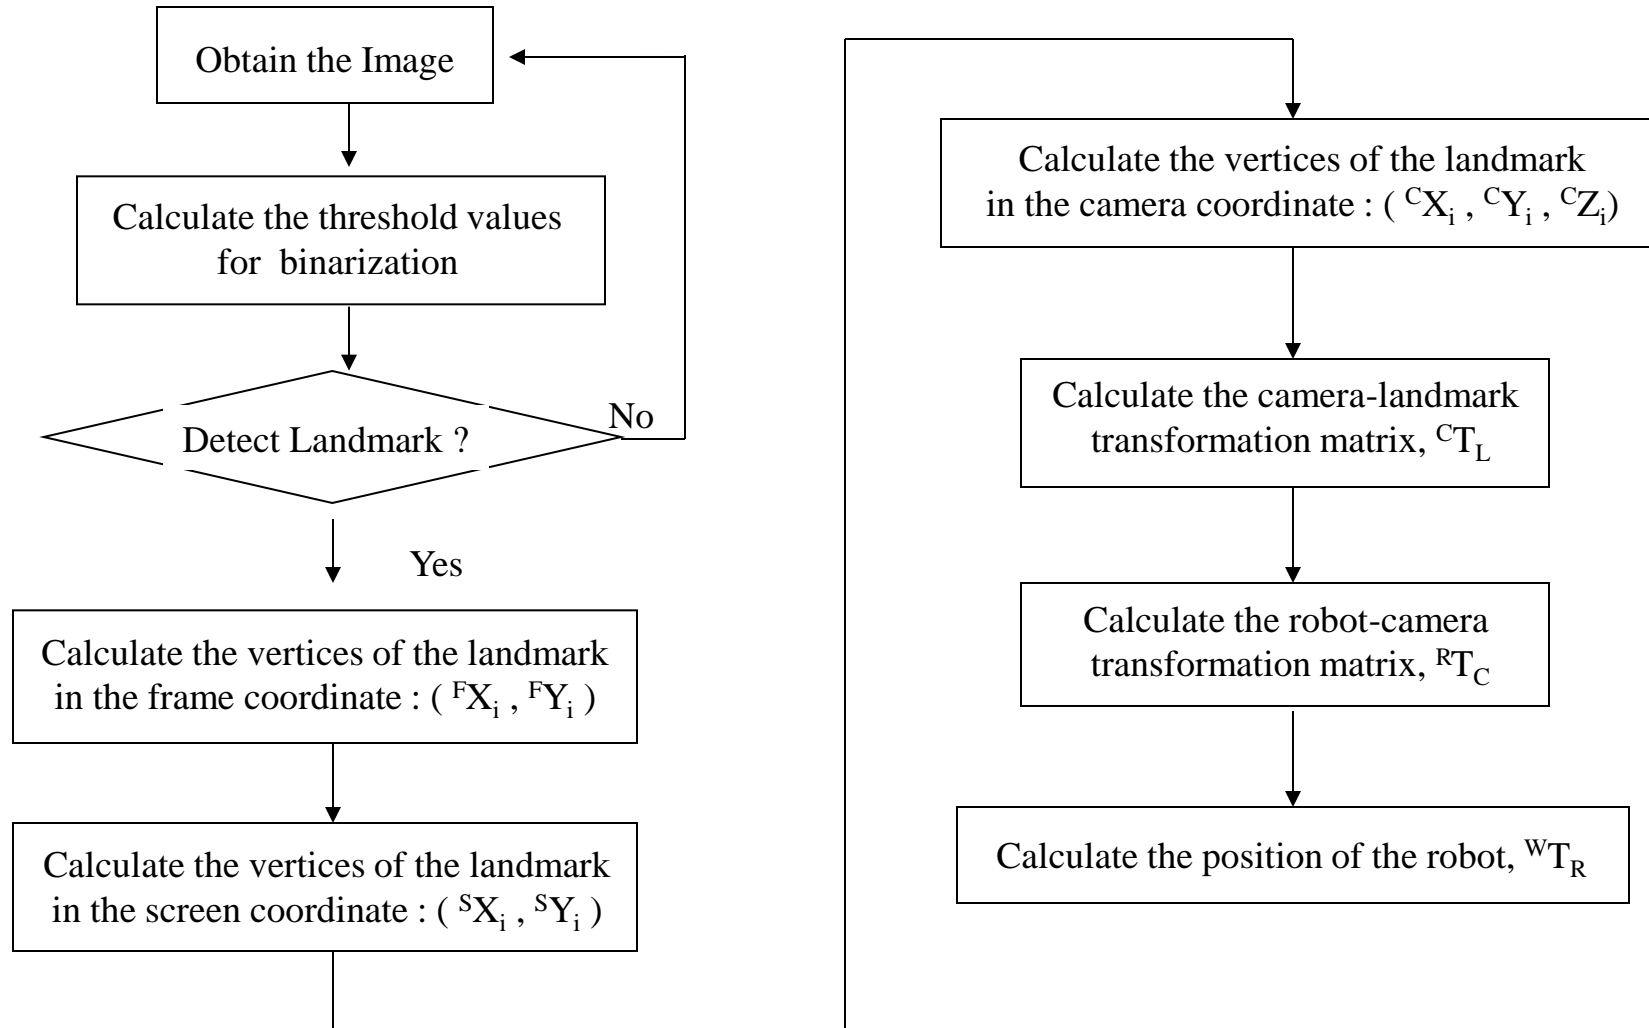 Obtain the Image
Calculate the threshold values
for binarization
Detect Landmark ?
No
Yes
Calculate the vertices of the landmark
in the frame coordinate : ( ᶠXᵢ , ᶠYᵢ )
Calculate the vertices of the landmark
in the screen coordinate : ( ˢXᵢ , ˢYᵢ )
Calculate the vertices of the landmark
in the camera coordinate : ( ᶜXᵢ , ᶜYᵢ , ᶜZᵢ)
Calculate the camera-landmark
transformation matrix, ᶜT_L
Calculate the robot-camera
transformation matrix, ᴿT_C
Calculate the position of the robot, ᵂT_R